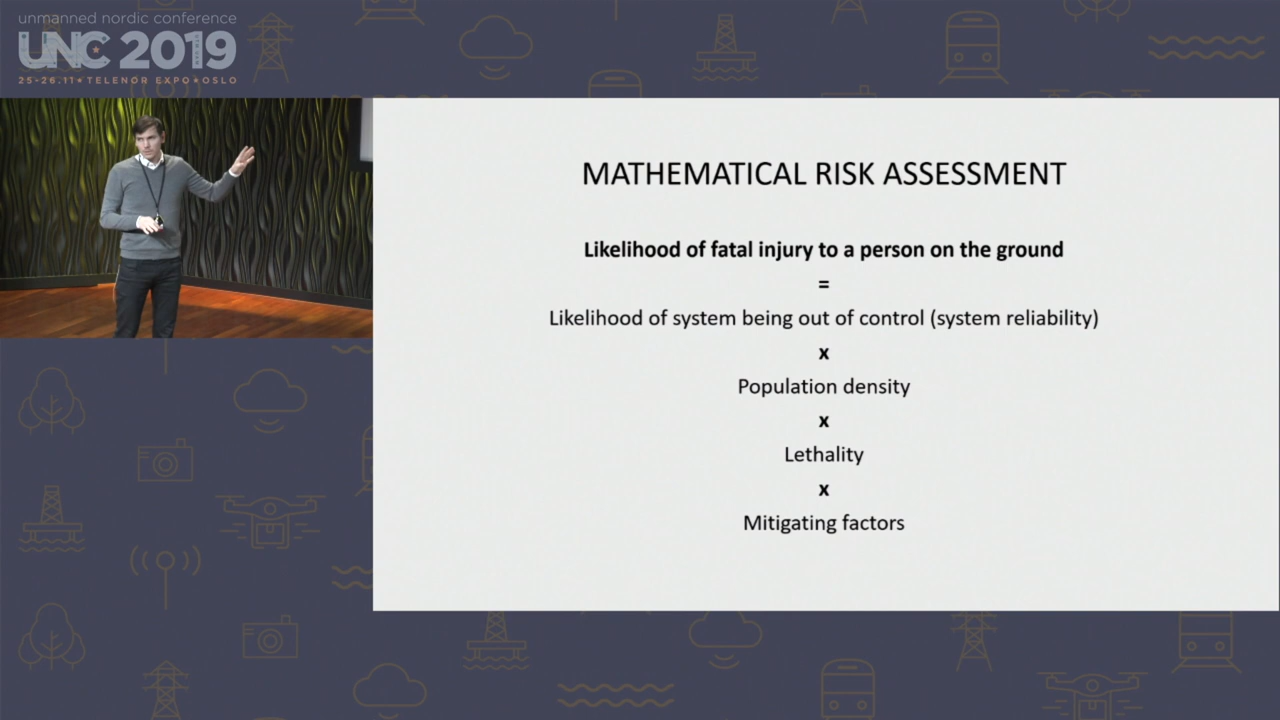 unmanned nordic conference
UNC 2019
25-26.11★TELENOR EXPO★OSLO
MATHEMATICAL RISK ASSESSMENT
Likelihood of fatal injury to a person on the ground
=
Likelihood of system being out of control (system reliability)
x
Population density
x
Lethality
x
Mitigating factors